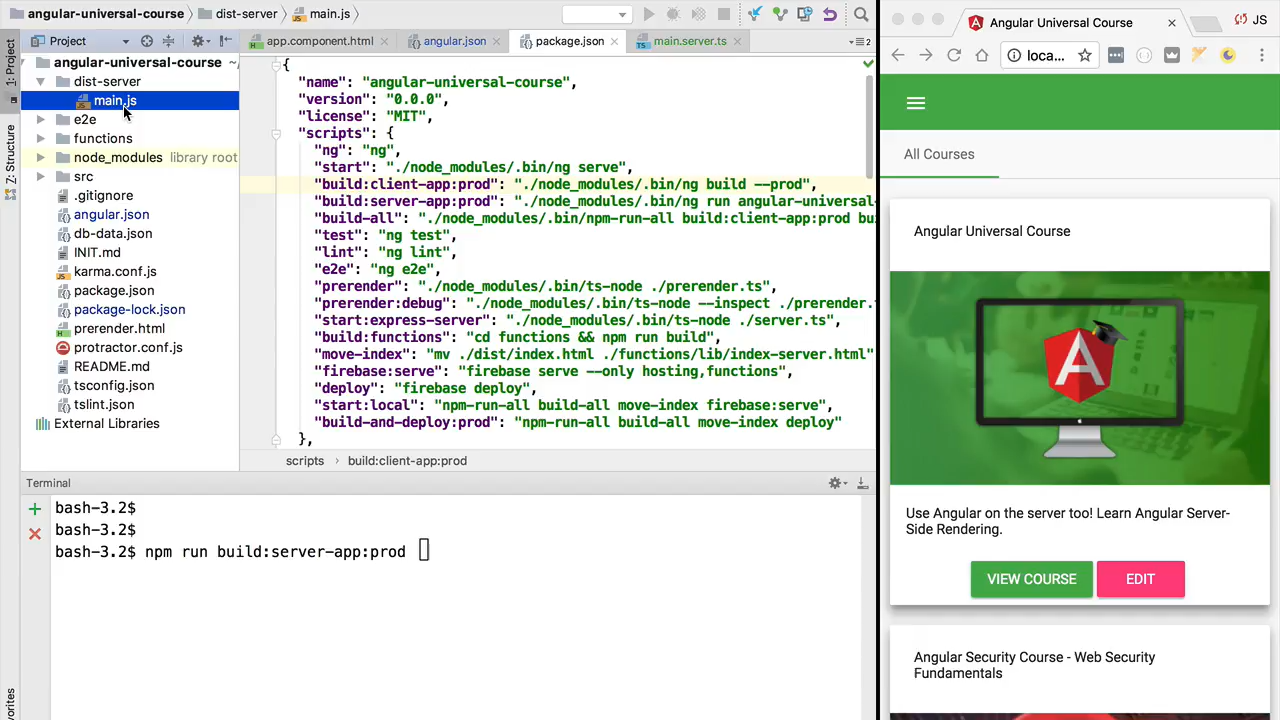 angular-universal-course
dist-server
main.js
1: Project
Structure
Project
angular-universal-course ~
dist-server
main.js
e2e
functions
node_modules library root
src
.gitignore
angular.json
db-data.json
INIT.md
karma.conf.js
package.json
package-lock.json
prerender.html
protractor.conf.js
README.md
tsconfig.json
tslint.json
External Libraries
app.component.html
angular.json
package.json
main.server.ts
2
{
"name": "angular-universal-course",
"version": "0.0.0",
"license": "MIT",
"scripts": {
"ng": "ng",
"start": "./node_modules/.bin/ng serve",
"build:client-app:prod": "./node_modules/.bin/ng build --prod",
"build:server-app:prod": "./node_modules/.bin/ng run angular-universal-
"build-all": "./node_modules/.bin/npm-run-all build:client-app:prod bu
"test": "ng test",
"lint": "ng lint",
"e2e": "ng e2e",
"prerender": "./node_modules/.bin/ts-node ./prerender.ts",
"prerender:debug": "./node_modules/.bin/ts-node --inspect ./prerender.
"start:express-server": "./node_modules/.bin/ts-node ./server.ts",
"build:functions": "cd functions && npm run build",
"move-index": "mv ./dist/index.html ./functions/lib/index-server.html"
"firebase:serve": "firebase serve --only hosting,functions",
"deploy": "firebase deploy",
"start:local": "npm-run-all build-all move-index firebase:serve",
"build-and-deploy:prod": "npm-run-all build-all move-index deploy"
},
scripts › build:client-app:prod
Terminal
bash-3.2$
bash-3.2$
bash-3.2$ npm run build:server-app:prod
vorites
Angular Universal Course
JS
loca...
All Courses
Angular Universal Course
A
Use Angular on the server too! Learn Angular Server-
Side Rendering.
VIEW COURSE
EDIT
Angular Security Course - Web Security
Fundamentals